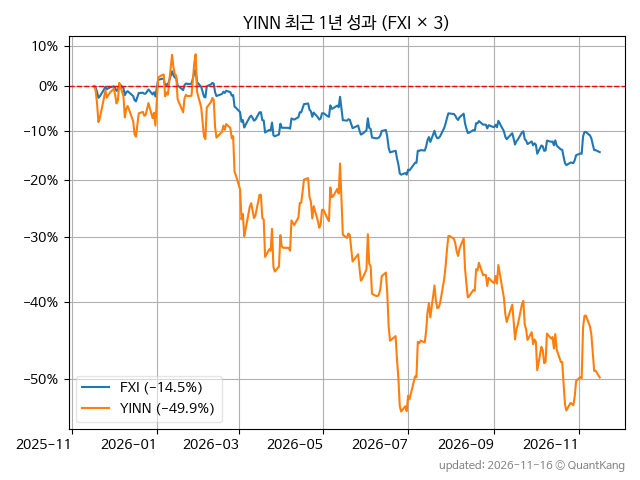 YINN 최근 1년 성과 (FXI × 3)
10%
0%
−10%
−20%
−30%
−40%
−50%
FXI (−14.5%)
YINN (−49.9%)
2025-11 2026-01 2026-03 2026-05 2026-07 2026-09 2026-11
updated: 2026-11-16 © QuantKang